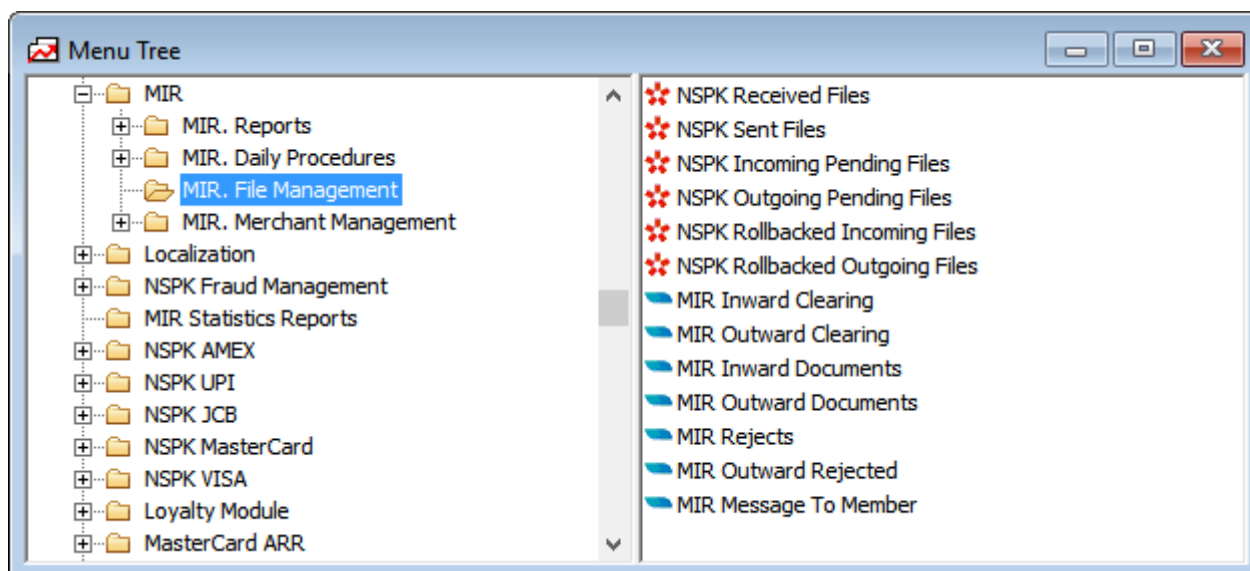 Menu Tree
MIR
MIR. Reports
MIR. Daily Procedures
MIR. File Management
MIR. Merchant Management
Localization
NSPK Fraud Management
MIR Statistics Reports
NSPK AMEX
NSPK UPI
NSPK JCB
NSPK MasterCard
NSPK VISA
Loyalty Module
MasterCard ARR
NSPK Received Files
NSPK Sent Files
NSPK Incoming Pending Files
NSPK Outgoing Pending Files
NSPK Rollbacked Incoming Files
NSPK Rollbacked Outgoing Files
MIR Inward Clearing
MIR Outward Clearing
MIR Inward Documents
MIR Outward Documents
MIR Rejects
MIR Outward Rejected
MIR Message To Member